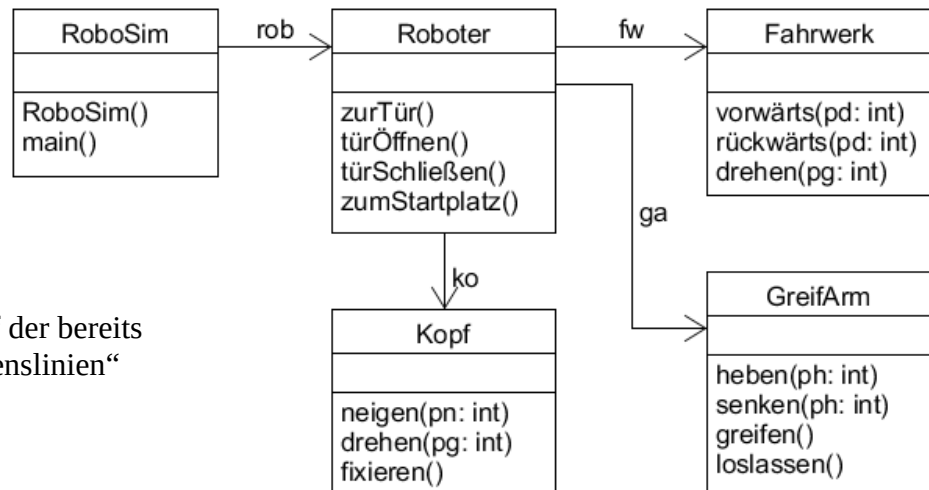 RoboSim
RoboSim()
main()
rob
Roboter
zurTür()
türÖffnen()
türSchließen()
zumStartplatz()
fw
Fahrwerk
vorwärts(pd: int)
rückwärts(pd: int)
drehen(pg: int)
ga
ko
GreifArm
heben(ph: int)
senken(ph: int)
greifen()
loslassen()
Kopf
neigen(pn: int)
drehen(pg: int)
fixieren()
der bereits
enslinien“